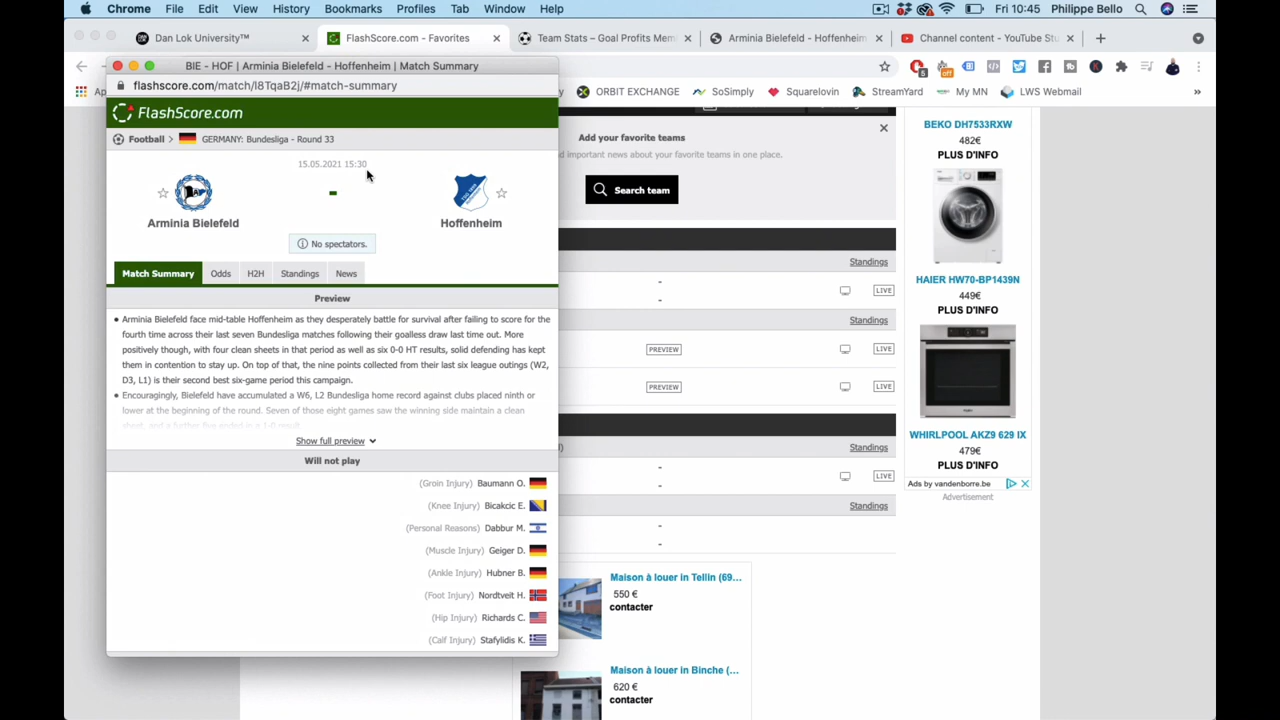 Chrome File Edit View History Bookmarks Profiles Tab Window Help
Fri 10:45 Philippe Bello
Dan Lok University™
FlashScore.com - Favorites
Team Stats – Goal Profits Mem
Arminia Bielefeld - Hoffenheim
Channel content - YouTube Stu
BIE - HOF | Arminia Bielefeld - Hoffenheim | Match Summary
flashscore.com/match/I8TqaB2j/#match-summary
ORBIT EXCHANGE
SoSimply
Squarelovin
StreamYard
My MN
LWS Webmail
FlashScore.com
Football > GERMANY: Bundesliga - Round 33
15.05.2021 15:30
-
Arminia Bielefeld
Hoffenheim
No spectators.
Match Summary Odds H2H Standings News
Preview
Arminia Bielefeld face mid-table Hoffenheim as they desperately battle for survival after failing to score for the
fourth time across their last seven Bundesliga matches following their goalless draw last time out. More
positively though, with four clean sheets in that period as well as six 0-0 HT results, solid defending has kept
them in contention to stay up. On top of that, the nine points collected from their last six league outings (W2,
D3, L1) is their second best six-game period this campaign.
Encouragingly, Bielefeld have accumulated a W6, L2 Bundesliga home record against clubs placed ninth or
lower at the beginning of the round. Seven of those eight games saw the winning side maintain a clean
sheet, and a further five ended in a 1-0 result.
Show full preview
Will not play
(Groin Injury) Baumann O.
(Knee Injury) Bicakcic E.
(Personal Reasons) Dabbur M.
(Muscle Injury) Geiger D.
(Ankle Injury) Hubner B.
(Foot Injury) Nordtveit H.
(Hip Injury) Richards C.
(Calf Injury) Stafylidis K.
Add your favorite teams
important news about your favorite teams in one place.
Search team
Standings
-
- LIVE
Standings
PREVIEW LIVE
PREVIEW LIVE
Standings
-
- LIVE
Standings
-
-
Maison à louer in Tellin (69...
550 €
contacter
Maison à louer in Binche (...
620 €
contacter
BEKO DH7533RXW
482€
PLUS D'INFO
HAIER HW70-BP1439N
449€
PLUS D'INFO
WHIRLPOOL AKZ9 629 IX
479€
PLUS D'INFO
Ads by vandenborre.be
Advertisement